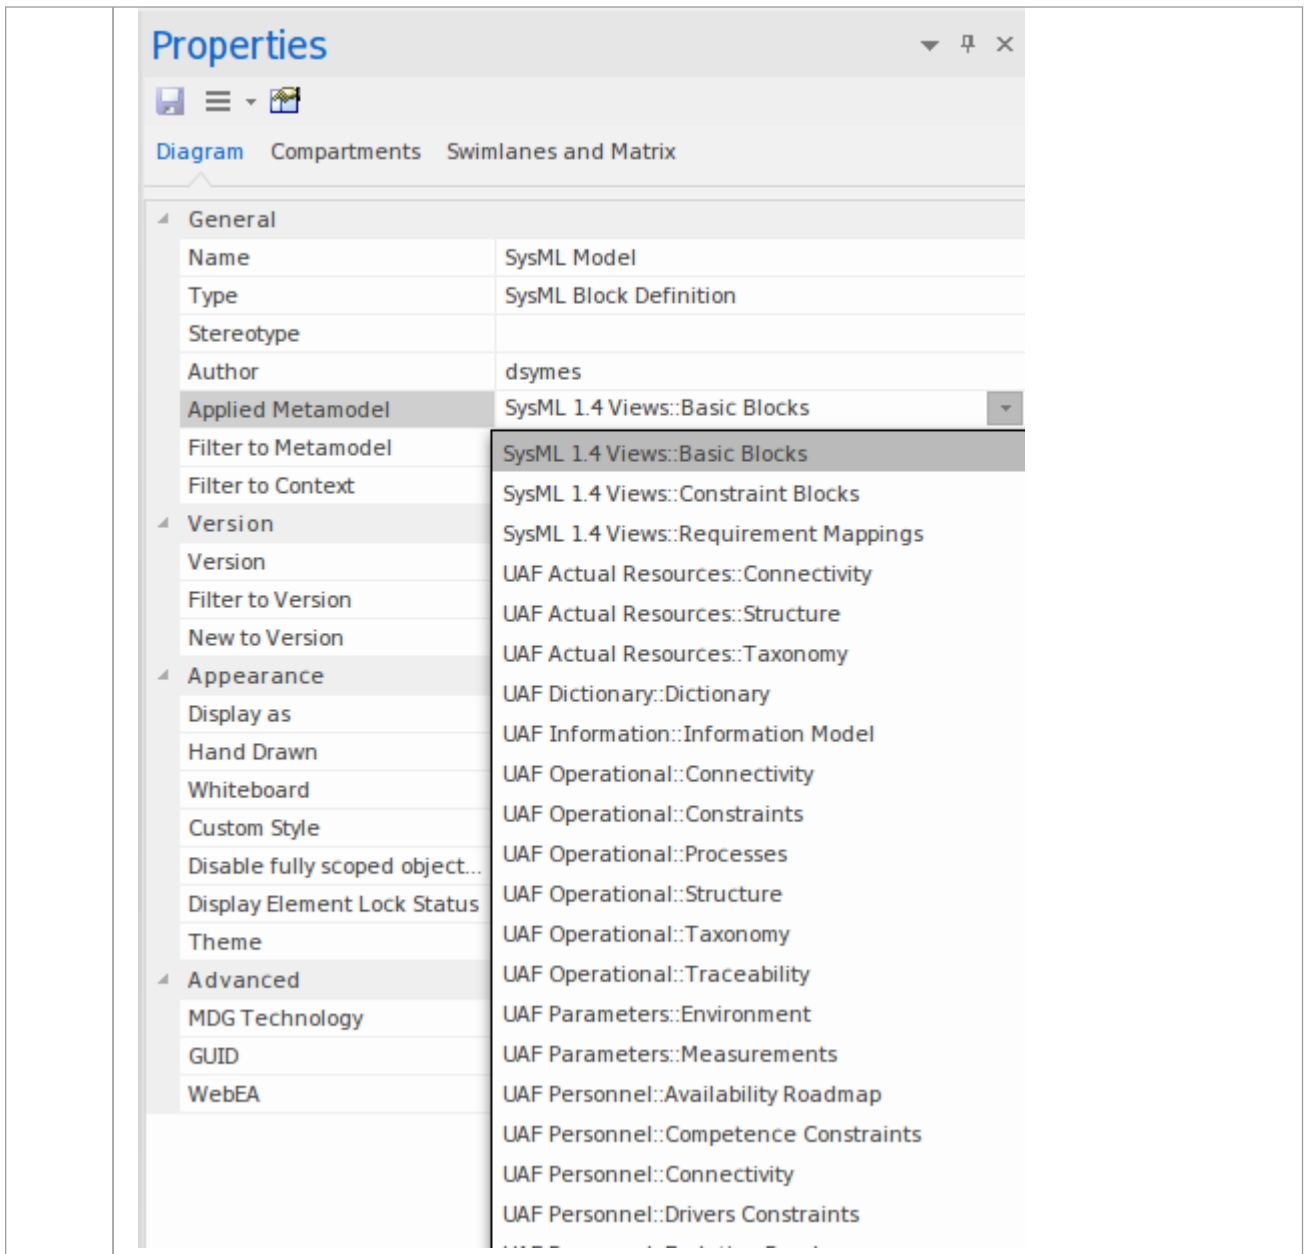 Properties
Diagram Compartments Swimlanes and Matrix
General
Name SysML Model
Type SysML Block Definition
Stereotype
Author dsymes
Applied Metamodel SysML 1.4 Views::Basic Blocks
Filter to Metamodel SysML 1.4 Views::Basic Blocks
Filter to Context SysML 1.4 Views::Constraint Blocks
Version SysML 1.4 Views::Requirement Mappings
Version UAF Actual Resources::Connectivity
Filter to Version UAF Actual Resources::Structure
New to Version UAF Actual Resources::Taxonomy
Appearance UAF Dictionary::Dictionary
Display as UAF Information::Information Model
Hand Drawn UAF Operational::Connectivity
Whiteboard UAF Operational::Constraints
Custom Style UAF Operational::Processes
Disable fully scoped object... UAF Operational::Structure
Display Element Lock Status UAF Operational::Taxonomy
Theme UAF Operational::Traceability
Advanced UAF Parameters::Environment
MDG Technology UAF Parameters::Measurements
GUID UAF Personnel::Availability Roadmap
WebEA UAF Personnel::Competence Constraints
UAF Personnel::Connectivity
UAF Personnel::Drivers Constraints